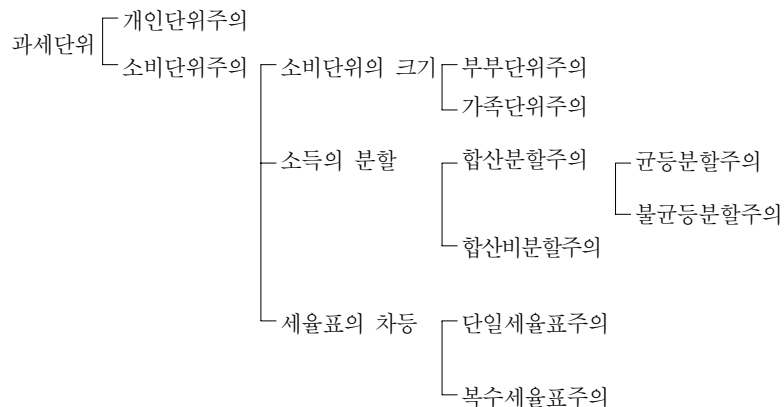 개인단위주의
과세단위
소비단위주의 소비단위의 크기 부부단위주의
가족단위주의
소득의 분할 합산분할주의 균등분할주의
불균등분할주의
합산비분할주의
세율표의 차등 단일세율표주의
복수세율표주의